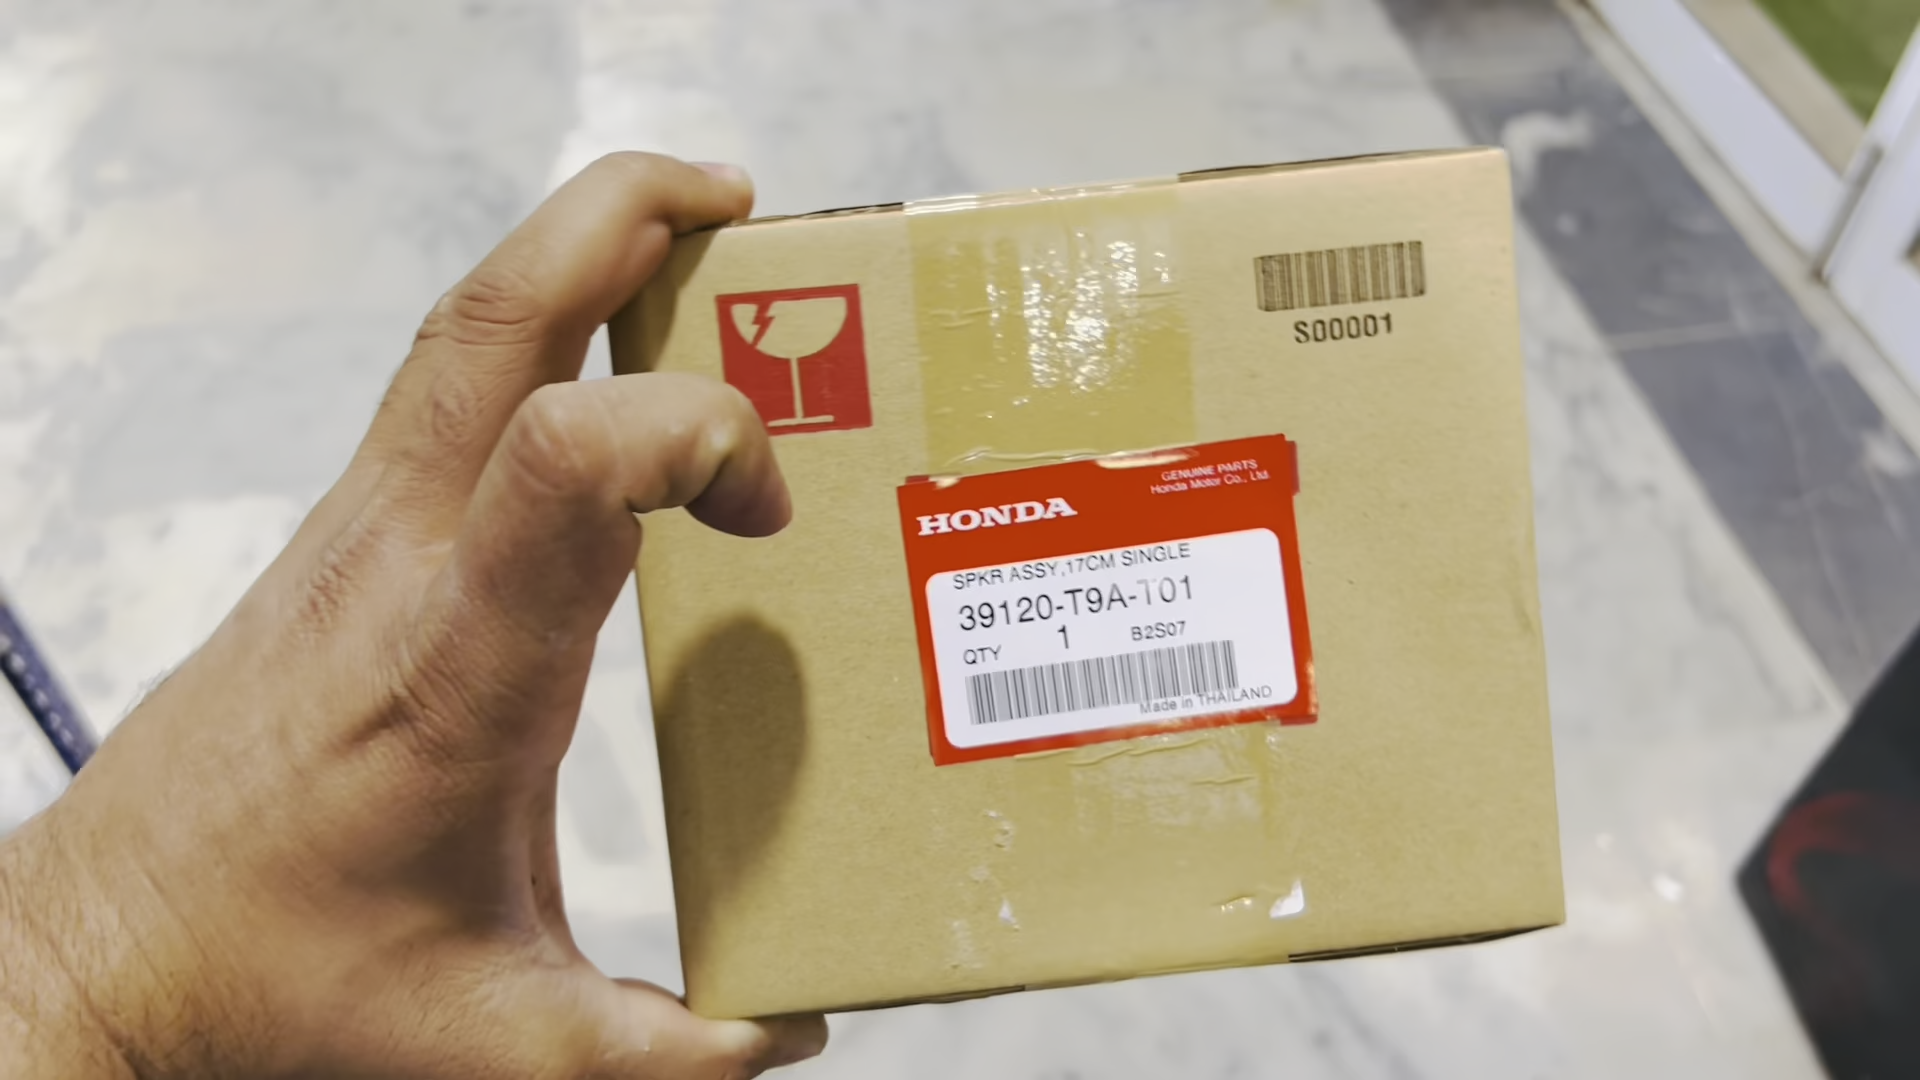 S00001
GENUINE PARTS
Honda Motor Co., Ltd.
HONDA
SPKR ASSY,17CM SINGLE
39120-T9A-T01
QTY 1 B2S07
Made in THAILAND